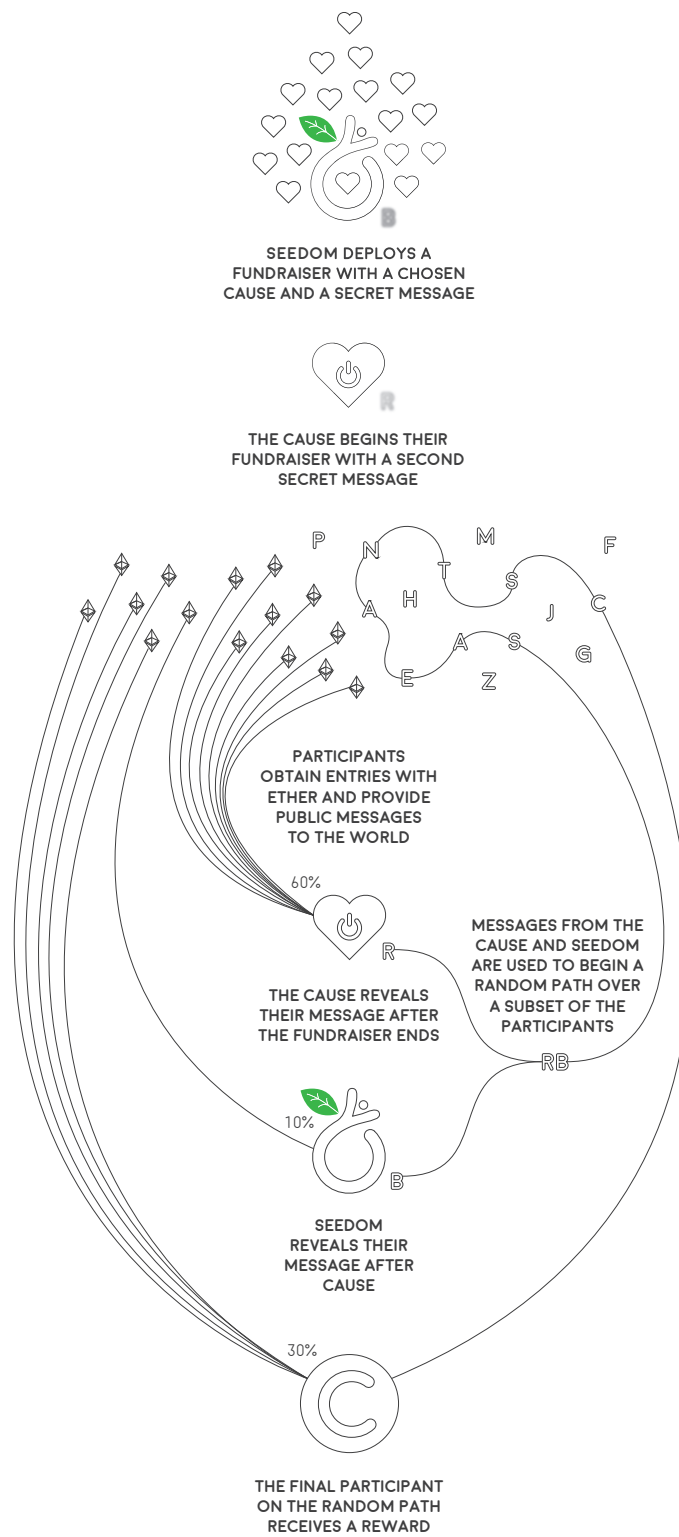 B
SEEDOM DEPLOYS A
FUNDRAISER WITH A CHOSEN
CAUSE AND A SECRET MESSAGE
R
THE CAUSE BEGINS THEIR
FUNDRAISER WITH A SECOND
SECRET MESSAGE
P
N
M
F
T
S
A
H
J
C
A
S
G
E
Z
PARTICIPANTS
OBTAIN ENTRIES WITH
ETHER AND PROVIDE
PUBLIC MESSAGES
TO THE WORLD
60%
R
THE CAUSE REVEALS
THEIR MESSAGE AFTER
THE FUNDRAISER ENDS
MESSAGES FROM THE
CAUSE AND SEEDOM
ARE USED TO BEGIN A
RANDOM PATH OVER
A SUBSET OF THE
PARTICIPANTS
RB
10%
B
SEEDOM
REVEALS THEIR
MESSAGE AFTER
CAUSE
30%
C
THE FINAL PARTICIPANT
ON THE RANDOM PATH
RECEIVES A REWARD